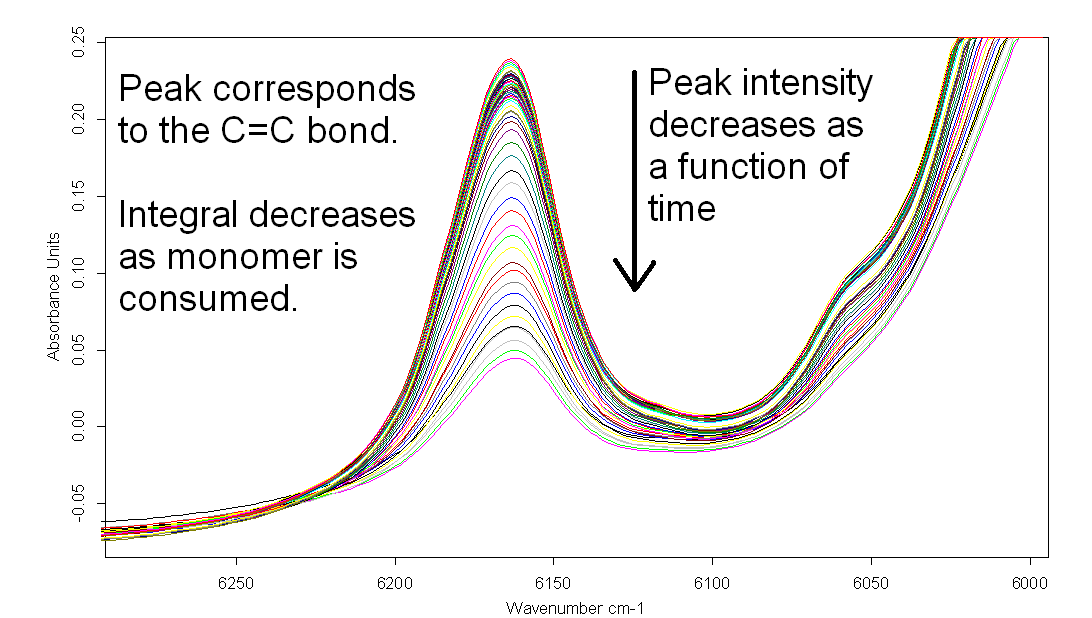 Peak corresponds
to the C=C bond.
Integral decreases
as monomer is
consumed.
Peak intensity
decreases as
a function of
time
Absorbance Units
0.25
0.20
0.15
0.10
0.05
0.00
-0.05
6250
6200
6150
6100
6050
6000
Wavenumber cm-1